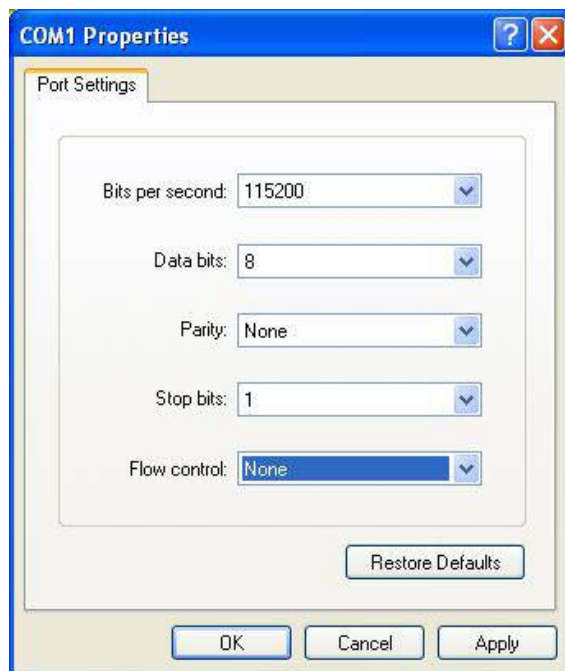 COM1 Properties
Port Settings
Bits per second: 115200
Data bits: 8
Parity: None
Stop bits: 1
Flow control: None
Restore Defaults
OK Cancel Apply